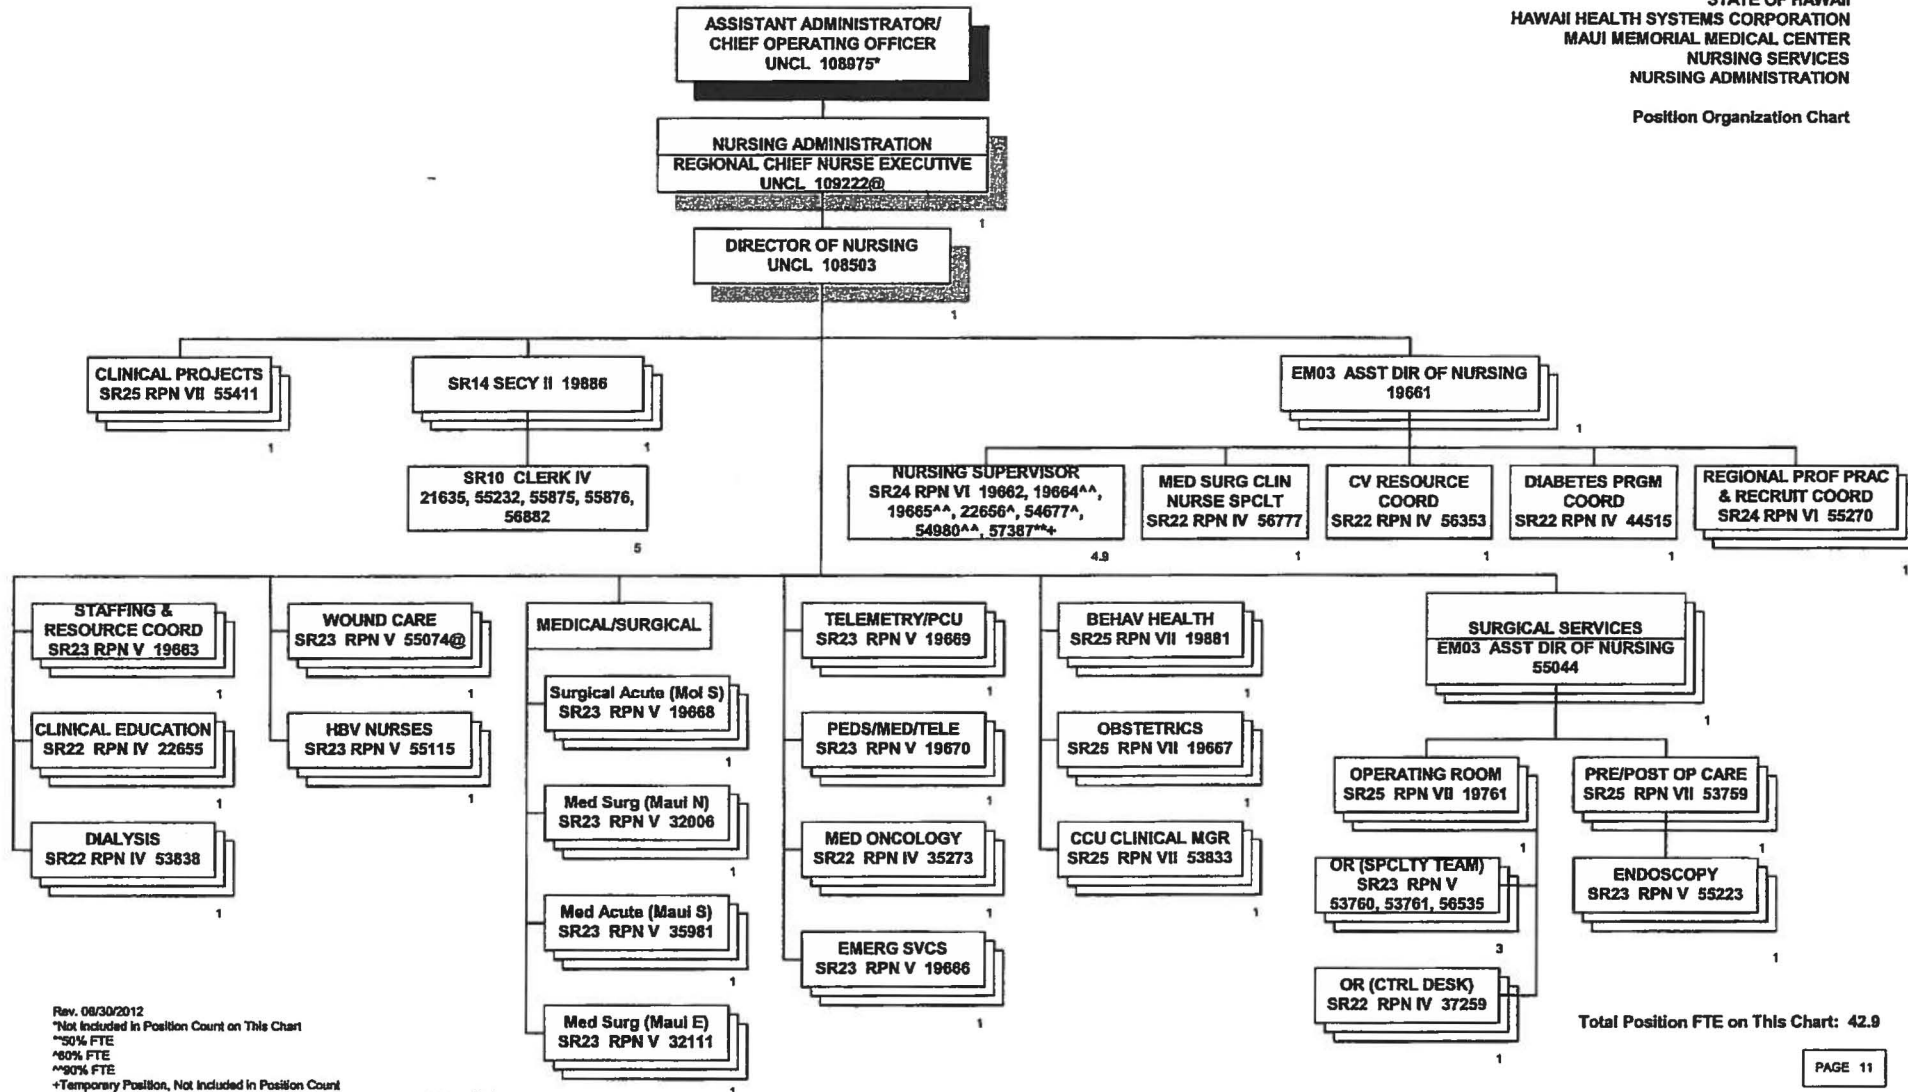 STATE OF HAWAII
HAWAII HEALTH SYSTEMS CORPORATION
MAUI MEMORIAL MEDICAL CENTER
NURSING SERVICES
NURSING ADMINISTRATION
Position Organization Chart
ASSISTANT ADMINISTRATOR/
CHIEF OPERATING OFFICER
UNCL 108975*
NURSING ADMINISTRATION
REGIONAL CHIEF NURSE EXECUTIVE
UNCL 109222@
1
DIRECTOR OF NURSING
UNCL 108503
1
CLINICAL PROJECTS
SR25 RPN VII 55411
1
SR14 SECY II 19886
1
SR10 CLERK IV
21635, 55232, 55875, 55876,
56882
5
EM03 ASST DIR OF NURSING
19661
1
NURSING SUPERVISOR
SR24 RPN VI 19662, 19664^^,
19665^^, 22656^, 54677^,
54980^^, 57387**+
4.9
MED SURG CLIN
NURSE SPCLT
SR22 RPN IV 56777
1
CV RESOURCE
COORD
SR22 RPN IV 56353
1
DIABETES PRGM
COORD
SR22 RPN IV 44515
1
REGIONAL PROF PRAC
& RECRUIT COORD
SR24 RPN VI 55270
1
STAFFING &
RESOURCE COORD
SR23 RPN V 19663
1
CLINICAL EDUCATION
SR22 RPN IV 22655
1
DIALYSIS
SR22 RPN IV 53838
1
WOUND CARE
SR23 RPN V 55074@
1
HBV NURSES
SR23 RPN V 55115
1
MEDICAL/SURGICAL
Surgical Acute (Mol S)
SR23 RPN V 19668
1
Med Surg (Maui N)
SR23 RPN V 32006
1
Med Acute (Maui S)
SR23 RPN V 35981
1
Med Surg (Maui E)
SR23 RPN V 32111
1
TELEMETRY/PCU
SR23 RPN V 19669
1
PEDS/MED/TELE
SR23 RPN V 19670
1
MED ONCOLOGY
SR22 RPN IV 35273
1
EMERG SVCS
SR23 RPN V 19666
1
BEHAV HEALTH
SR25 RPN VII 19881
1
OBSTETRICS
SR25 RPN VII 19667
1
CCU CLINICAL MGR
SR25 RPN VII 53833
1
SURGICAL SERVICES
EM03 ASST DIR OF NURSING
55044
1
OPERATING ROOM
SR25 RPN VII 19761
1
OR (SPCLTY TEAM)
SR23 RPN V
53760, 53761, 56535
3
OR (CTRL DESK)
SR22 RPN IV 37259
1
PRE/POST OP CARE
SR25 RPN VII 53759
1
ENDOSCOPY
SR23 RPN V 55223
1
Rev. 06/30/2012
*Not Included in Position Count on This Chart
**50% FTE
^60% FTE
^^90% FTE
+Temporary Position, Not Included in Position Count
Total Position FTE on This Chart: 42.9
PAGE 11